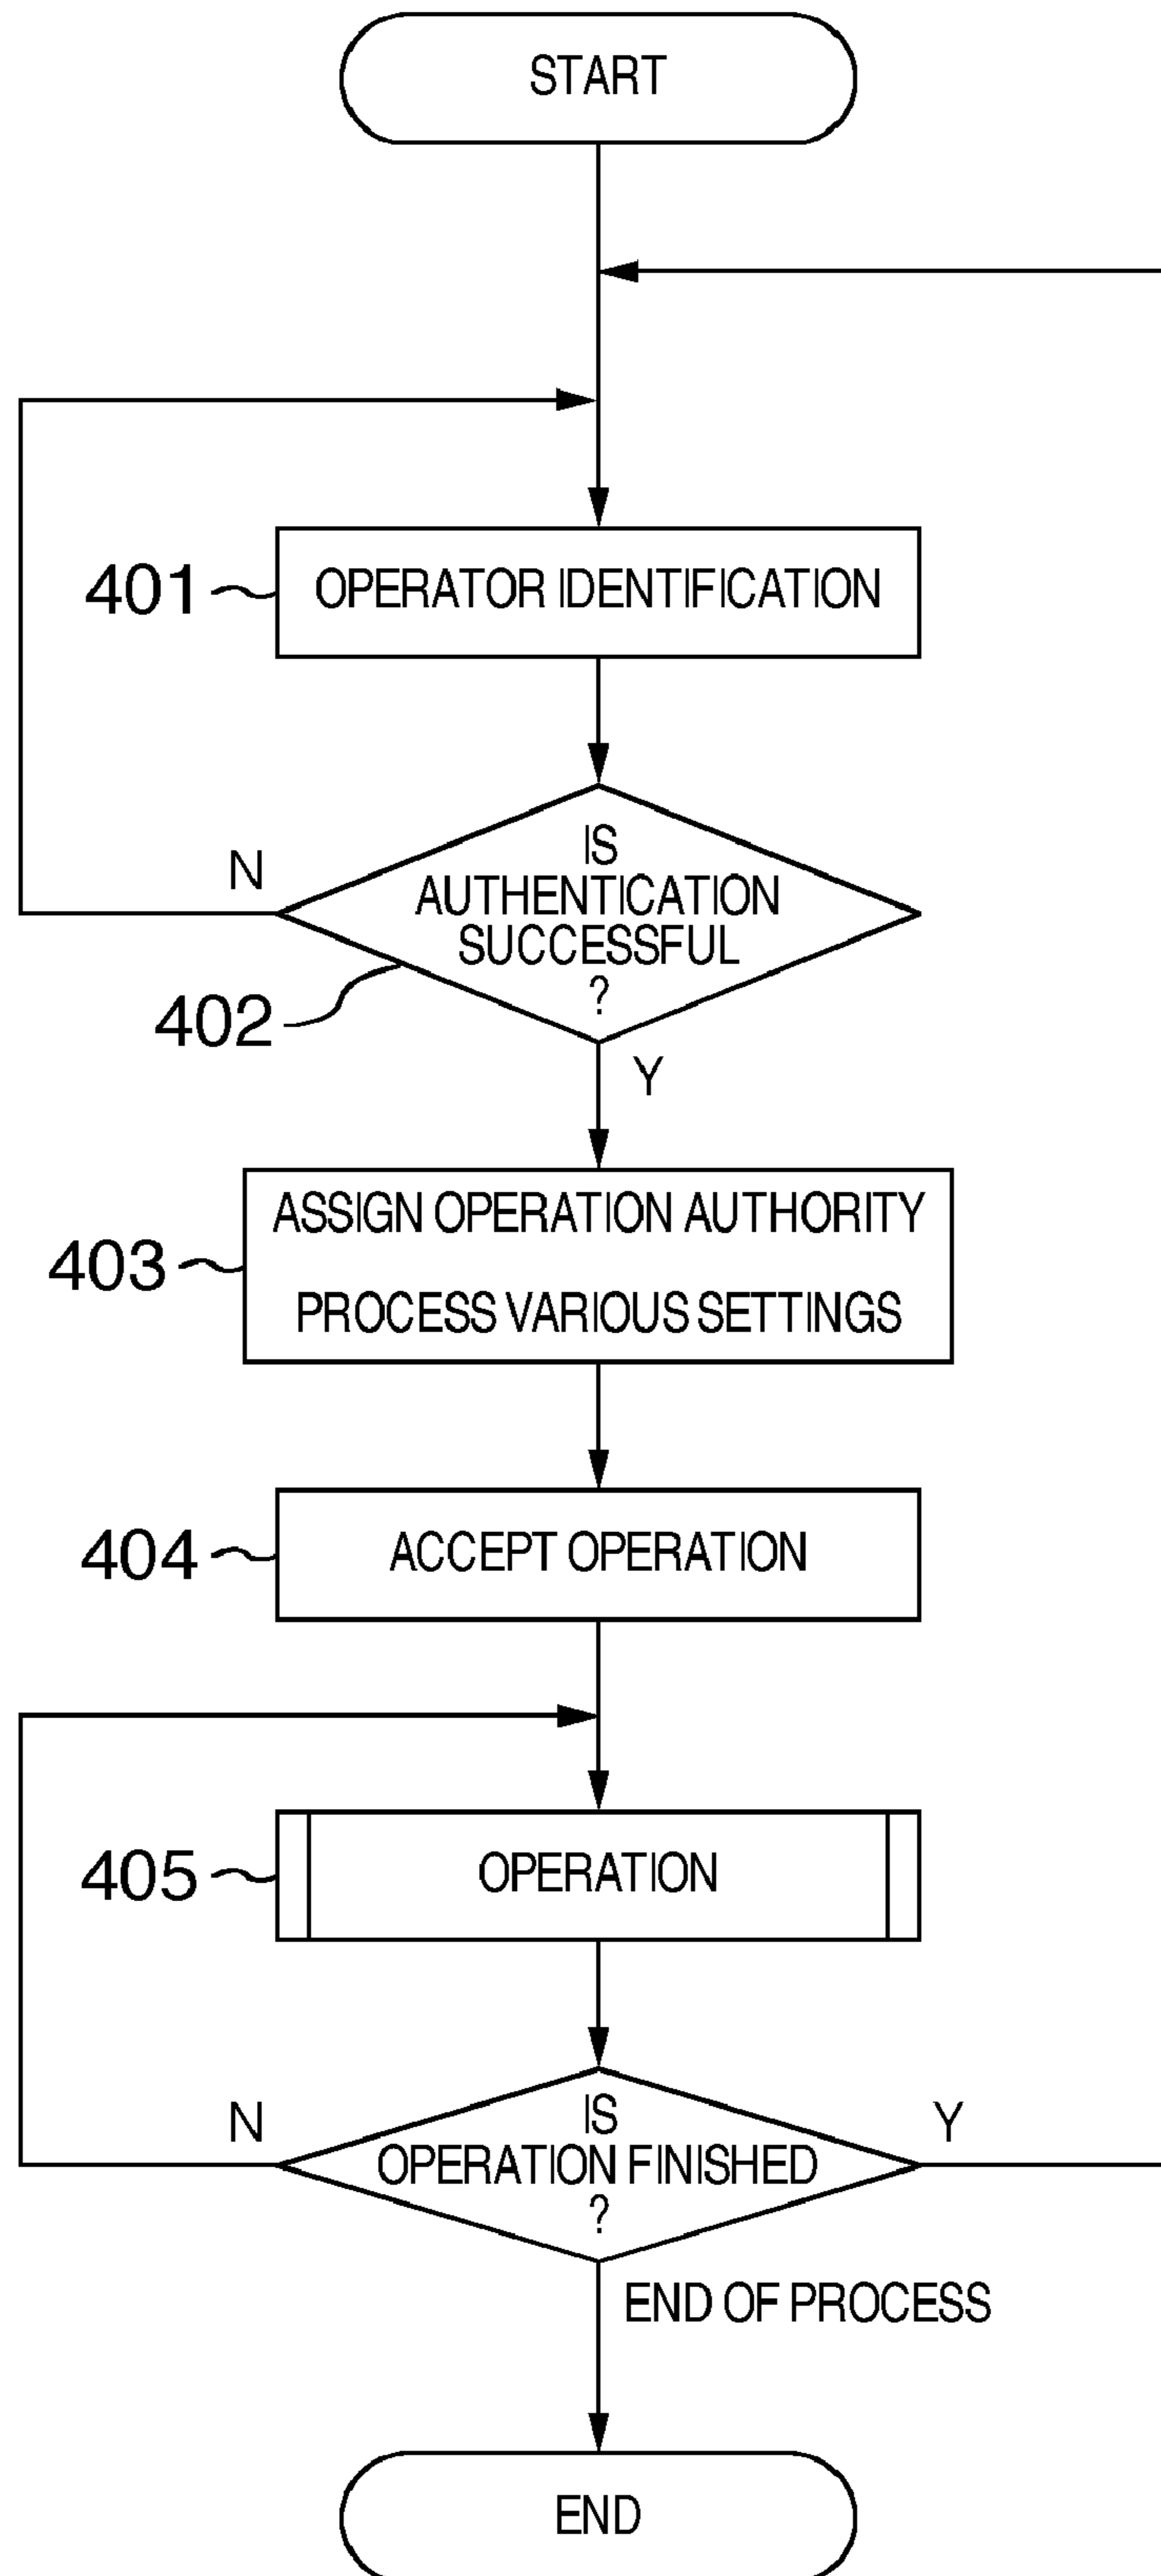 START
401
OPERATOR IDENTIFICATION
N
IS
AUTHENTICATION
SUCCESSFUL
?
402
Y
ASSIGN OPERATION AUTHORITY
403
PROCESS VARIOUS SETTINGS
404
ACCEPT OPERATION
405
OPERATION
N
IS
OPERATION FINISHED
?
Y
END OF PROCESS
END